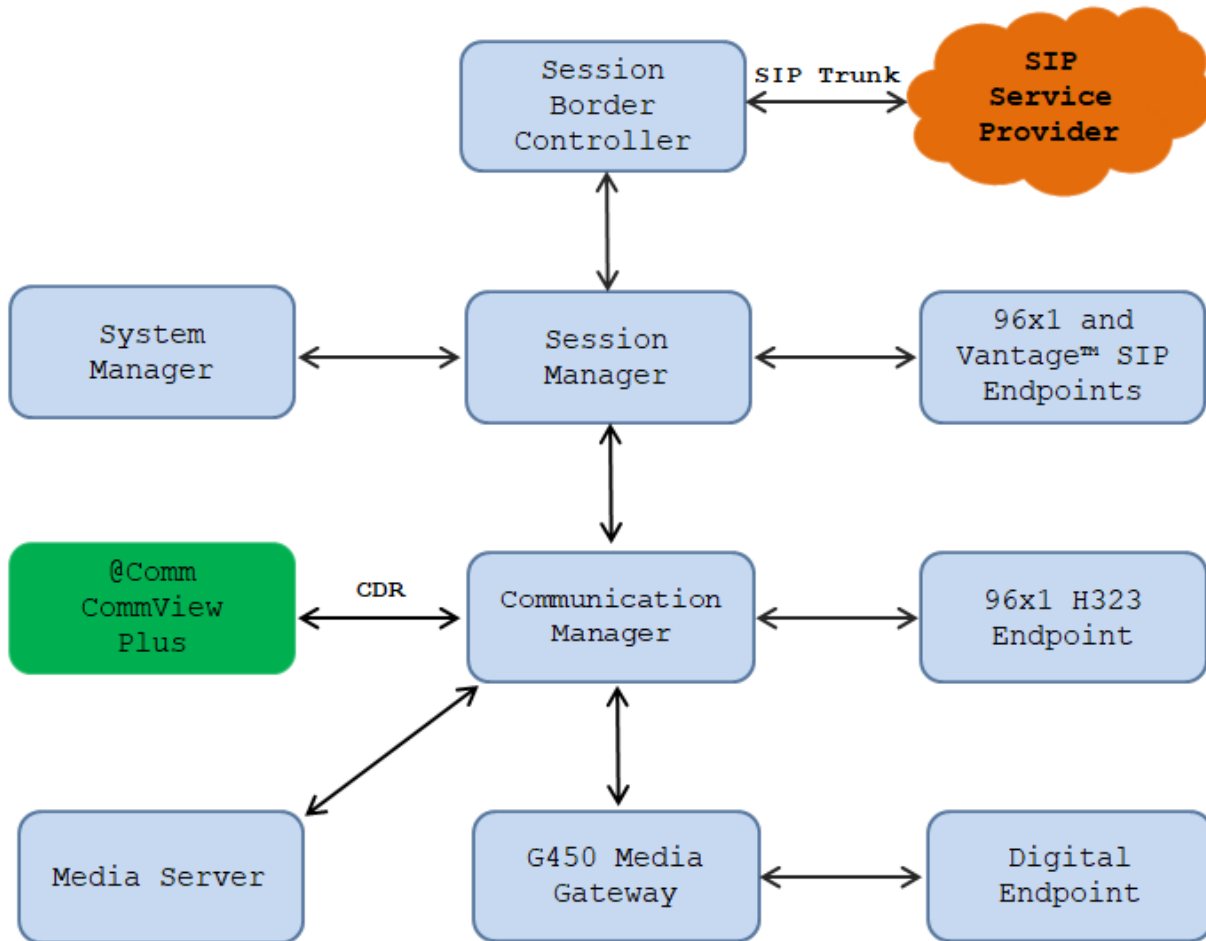 Session
Border
Controller
SIP Trunk
SIP
Service
Provider
System
Manager
Session
Manager
96x1 and
Vantage™ SIP
Endpoints
@Comm
CommView
Plus
CDR
Communication
Manager
96x1 H323
Endpoint
Media Server
G450 Media
Gateway
Digital
Endpoint